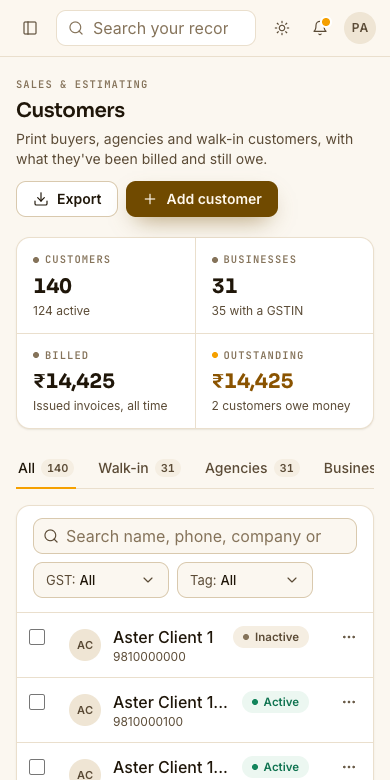 Search your recor
PA
SALES & ESTIMATING
Customers
Print buyers, agencies and walk-in customers, with
what they've been billed and still owe.
Export
Add customer
CUSTOMERS
140
124 active
BUSINESSES
31
35 with a GSTIN
BILLED
₹14,425
Issued invoices, all time
OUTSTANDING
₹14,425
2 customers owe money
All 140 Walk-in 31 Agencies 31 Busines
Search name, phone, company or
GST: All Tag: All
AC Aster Client 1 Inactive
9810000000
AC Aster Client 1... Active
9810000100
AC Aster Client 1... Active